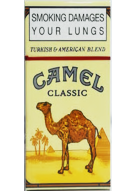 SMOKING DAMAGES
YOUR LUNGS
TURKISH & AMERICAN BLEND
CAMEL
CLASSIC